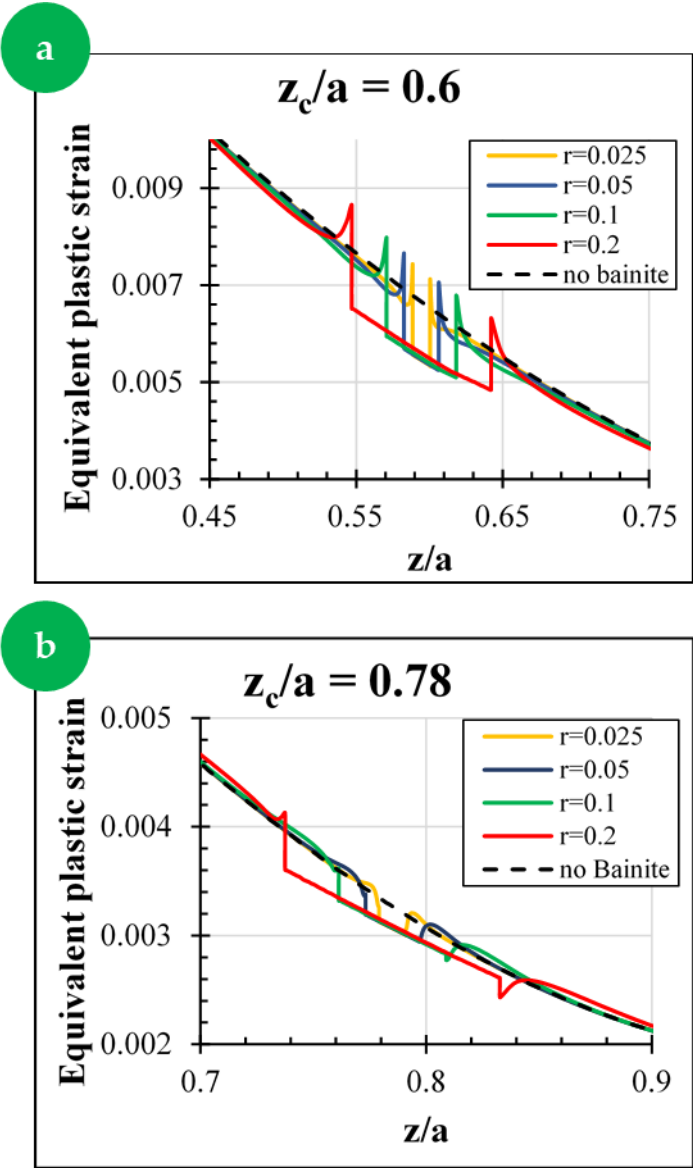 a
z_c/a = 0.6
Equivalent plastic strain
0.009
0.007
0.005
0.003
r=0.025
r=0.05
r=0.1
r=0.2
no bainite
0.45 0.55 0.65 0.75
z/a
b
z_c/a = 0.78
Equivalent plastic strain
0.005
0.004
0.003
0.002
r=0.025
r=0.05
r=0.1
r=0.2
no Bainite
0.7 0.8 0.9
z/a